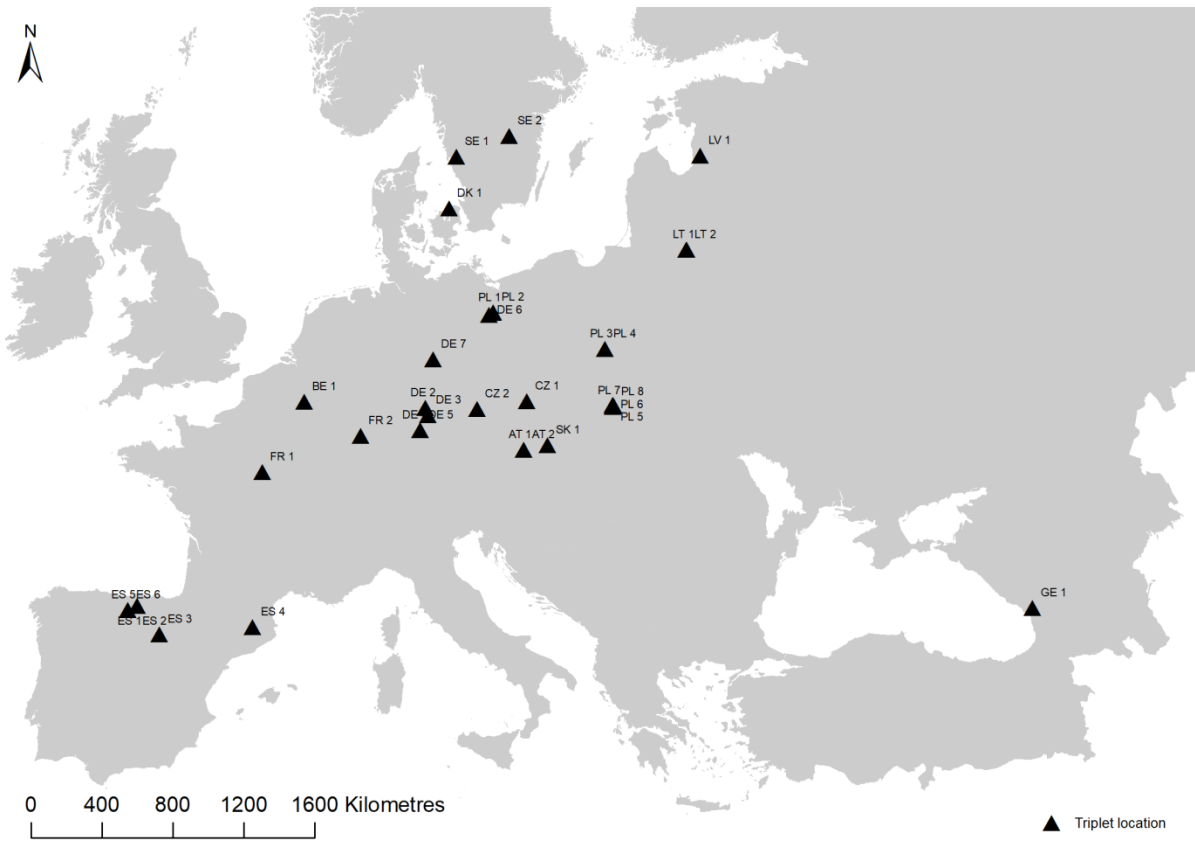 N
SE 2
SE 1
LV 1
DK 1
LT 1LT 2
PL 1PL 2
DE 6
PL 3PL 4
DE 7
BE 1
DE 2
DE 3
CZ 2
CZ 1
PL 7PL 8
PL 6
PL 5
FR 2
DE
DE 5
AT 1AT 2
SK 1
FR 1
ES 5ES 6
ES 1ES 2
ES 3
ES 4
GE 1
0 400 800 1200 1600 Kilometres
Triplet location